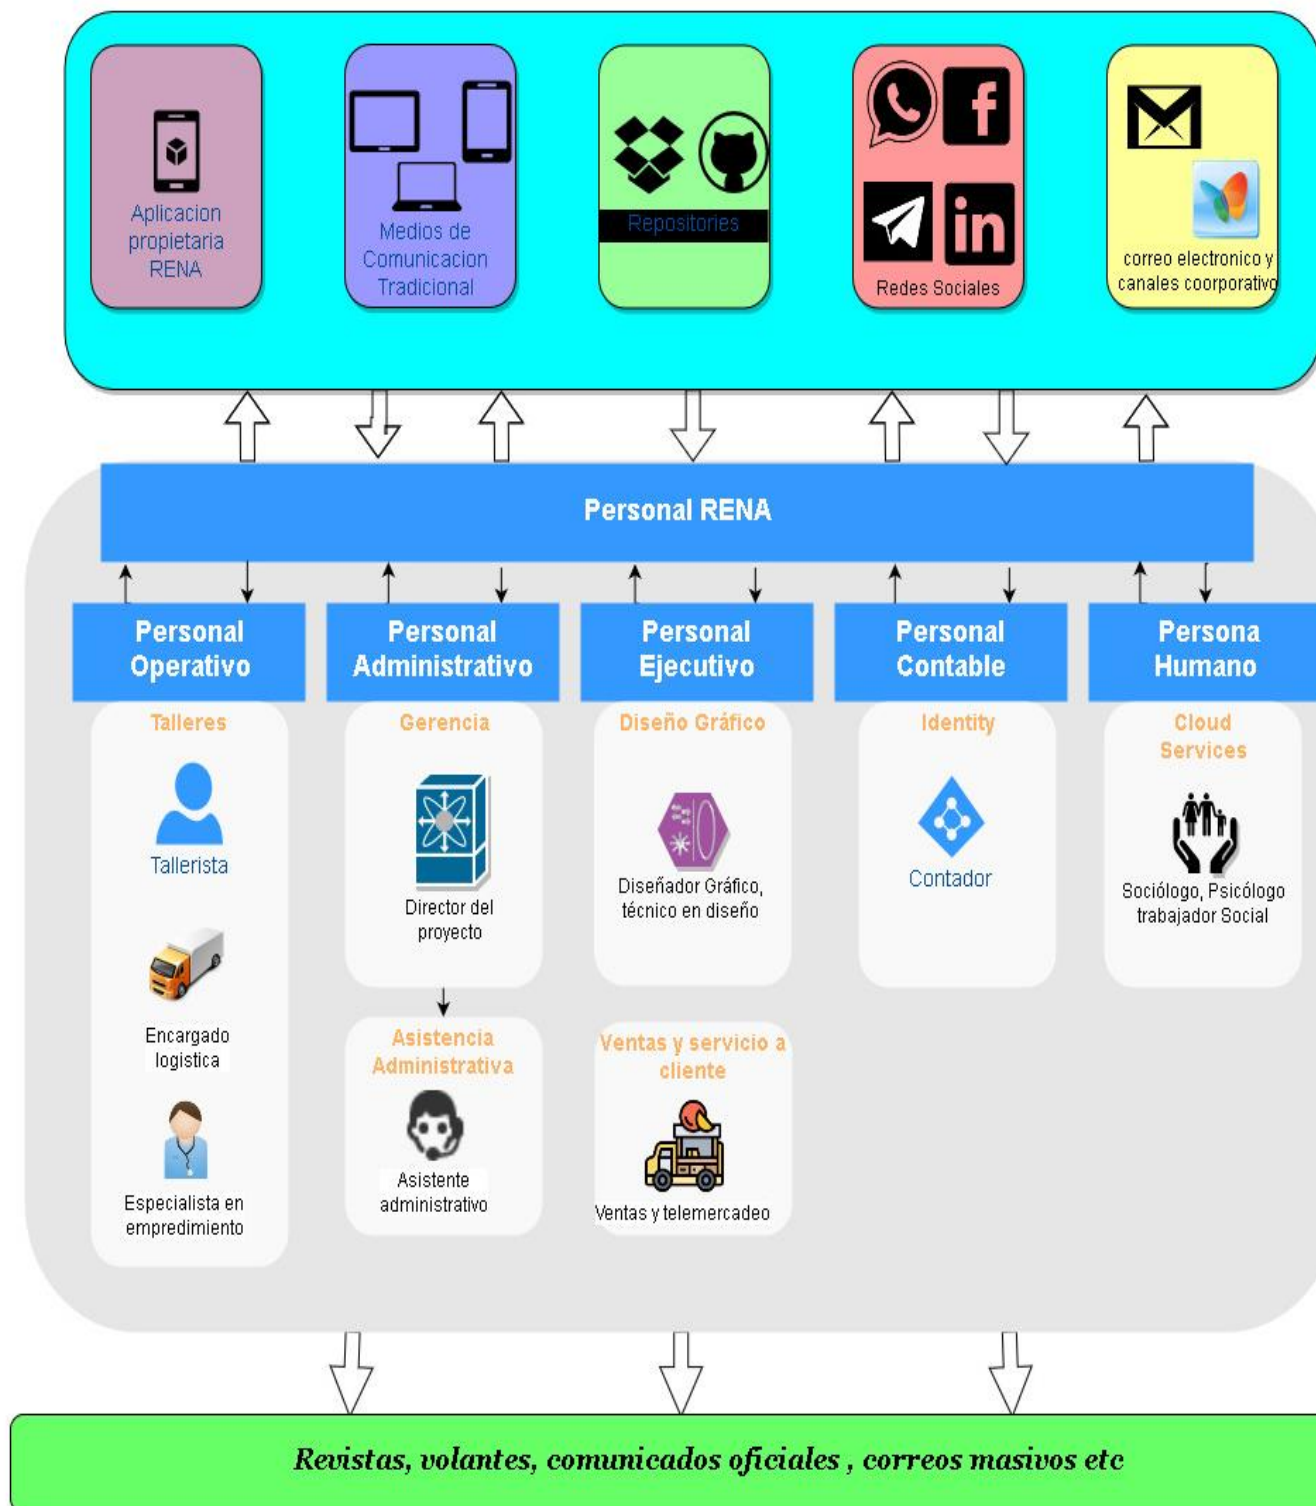 Aplicacion
propietaria
RENA
Medios de
Comunicacion
Tradicional
Repositories
Redes Sociales
correo electronico y
canales coorporativo
Personal RENA
Personal
Operativo
Personal
Administrativo
Personal
Ejecutivo
Personal
Contable
Persona
Humano
Talleres
Tallerista
Encargado
logistica
Especialista en
empredimiento
Gerencia
Director del
proyecto
Asistencia
Administrativa
Asistente
administrativo
Diseño Gráfico
Diseñador Gráfico,
técnico en diseño
Ventas y servicio a
cliente
Ventas y telemercadeo
Identity
Contador
Cloud
Services
Sociólogo, Psicólogo
trabajador Social
Revistas, volantes, comunicados oficiales , correos masivos etc